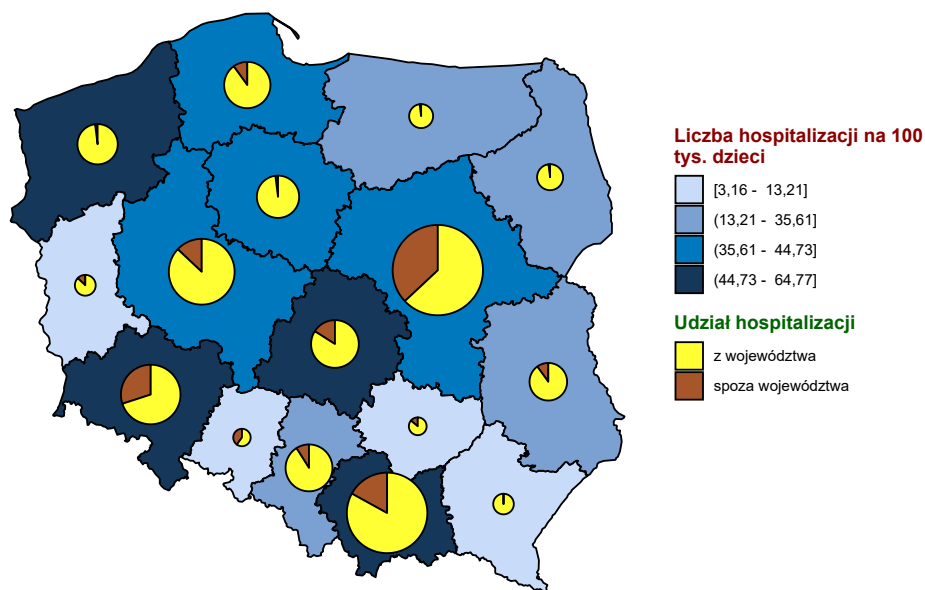 Liczba hospitalizacji na 100
tys. dzieci
[3,16 - 13,21]
(13,21 - 35,61]
(35,61 - 44,73]
(44,73 - 64,77]
Udział hospitalizacji
z województwa
spoza województwa